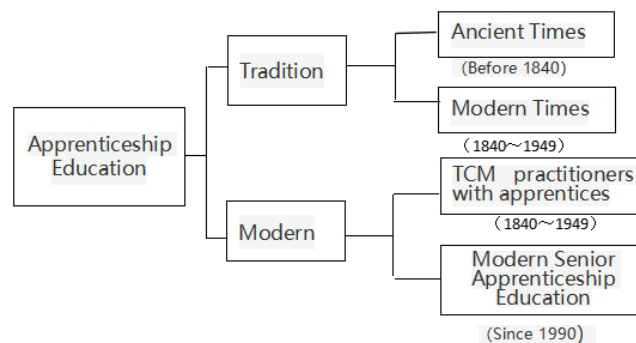 Ancient Times
(Before 1840)
Tradition
Modern Times
（1840～1949）
Apprenticeship
Education
TCM practitioners
with apprentices
（1840～1949）
Modern
Modern Senior
Apprenticeship
Education
(Since 1990)